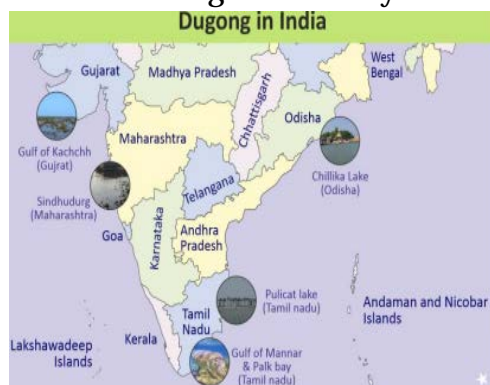 Dugong in India
Gujarat
Madhya Pradesh
Chhattisgarh
West
Bengal
Odisha
Gulf of Kachchh
(Gujrat)
Maharashtra
Chillika Lake
(Odisha)
Sindhudurg
(Maharashtra)
Telangana
Goa
Karnataka
Andhra
Pradesh
Pulicat lake
(Tamil nadu)
Andaman and Nicobar
Islands
Tamil
Nadu
Kerala
Lakshawadeep
Islands
Gulf of Mannar
& Palk bay
(Tamil nadu)